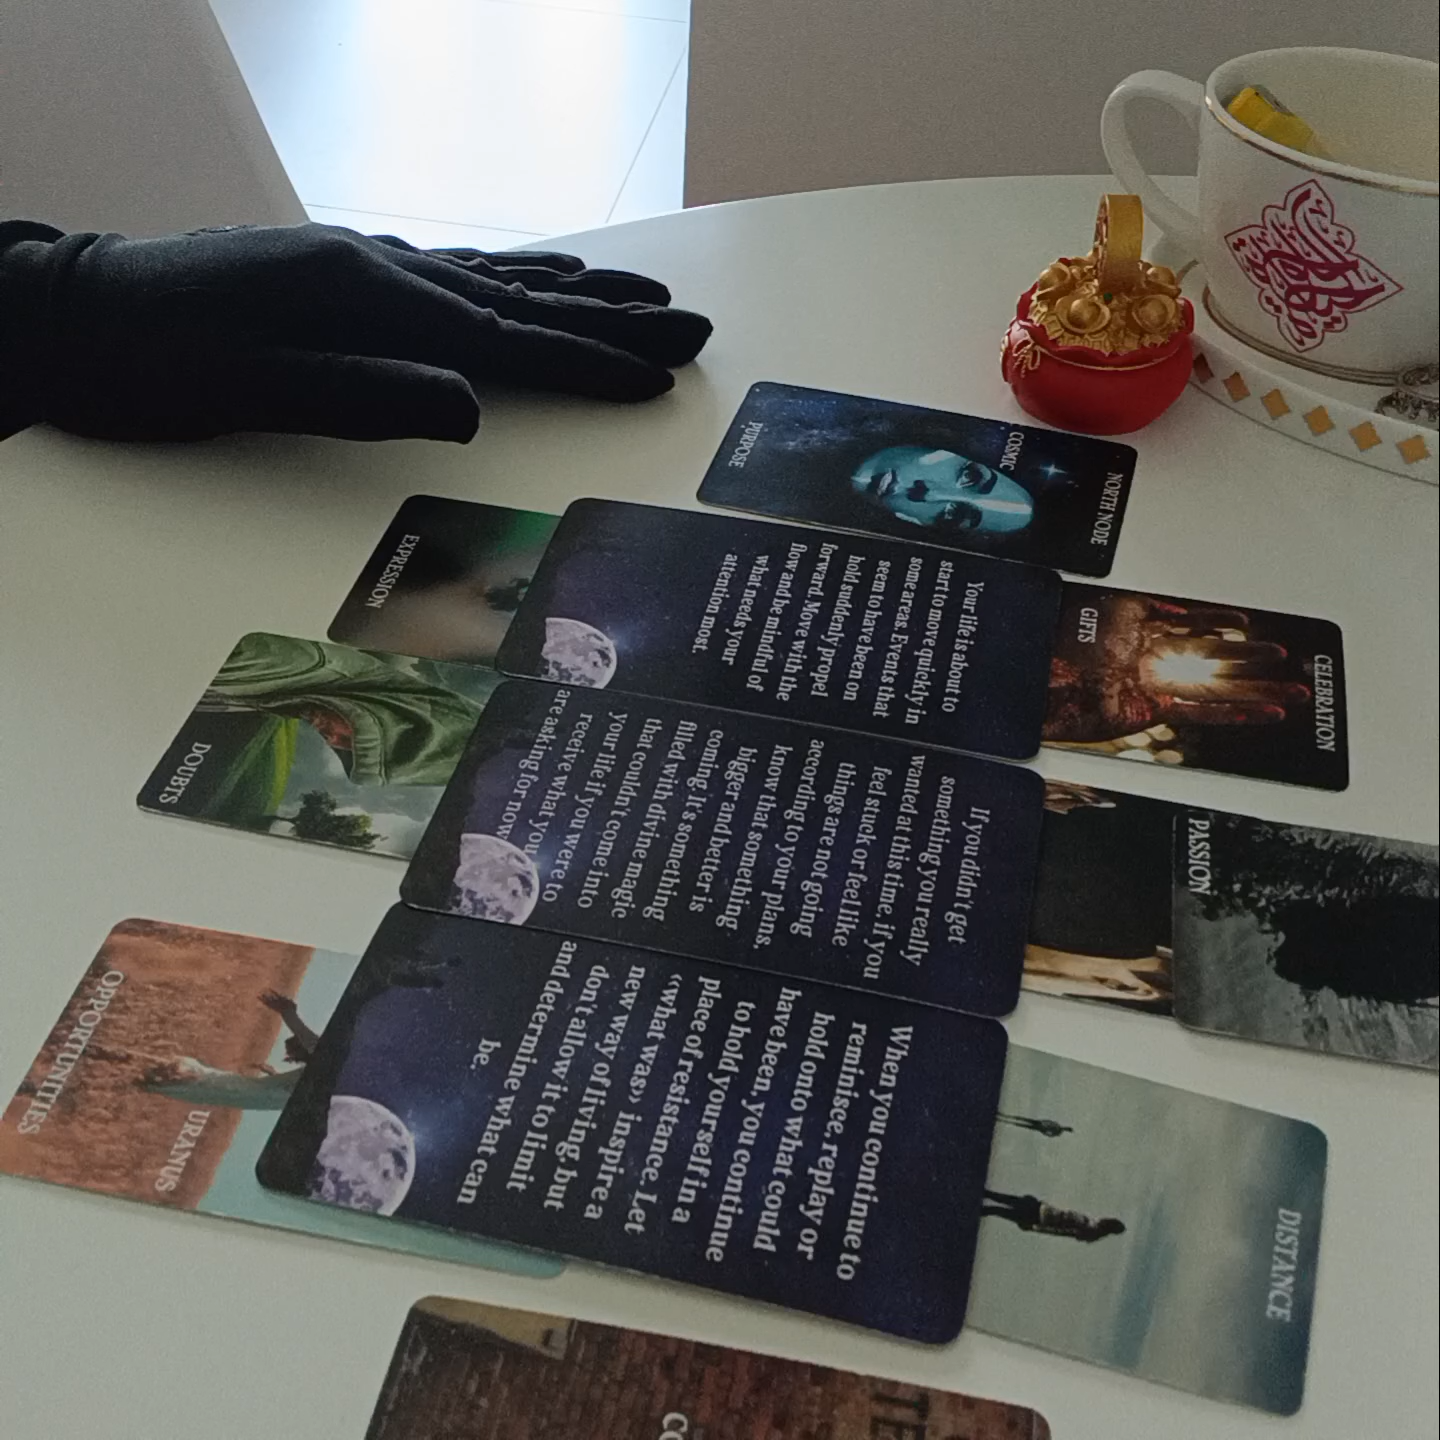 PURPOSE
COSMIC
NORTH NODE
EXPRESSION
Your life is about to
start to move quickly in
some areas. Events that
seem to have been on
hold suddenly propel
forward. Move with the
flow and be mindful of
what needs your
attention most.
GIFTS
CELEBRATION
DOUBTS
If you didn't get
something you really
wanted at this time, if you
feel stuck or feel like
things are not going
according to your plans,
know that something
bigger and better is
coming. It's something
filled with divine magic
that couldn't come into
your life if you were to
receive what you
are asking for now.
PASSION
OPPORTUNITIES
URANUS
When you continue to
reminisce, replay or
hold onto what could
have been, you continue
to hold yourself in a
place of resistance. Let
«what was» inspire a
new way of living, but
don't allow it to limit
and determine what can
be.
DISTANCE